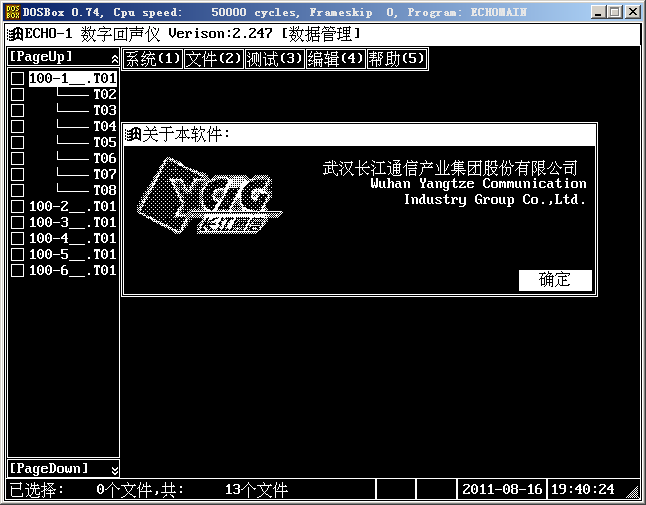 DOSBox 0.74, Cpu speed: 50000 cycles, Frameskip 0, Program: ECHOMAIN
ECHO-1 数字回声仪 Verison:2.247 [数据管理]
[PageUp]
系统(1) 文件(2) 测试(3) 编辑(4) 帮助(5)
100-1__.T01
T02
T03
T04
T05
T06
T07
T08
100-2__.T01
100-3__.T01
100-4__.T01
100-5__.T01
100-6__.T01
关于本软件:
YCIG
长江通信
武汉长江通信产业集团股份有限公司
Wuhan Yangtze Communication
Industry Group Co.,Ltd.
确定
[PageDown]
已选择: 0个文件,共: 13个文件
2011-08-16 19:40:24